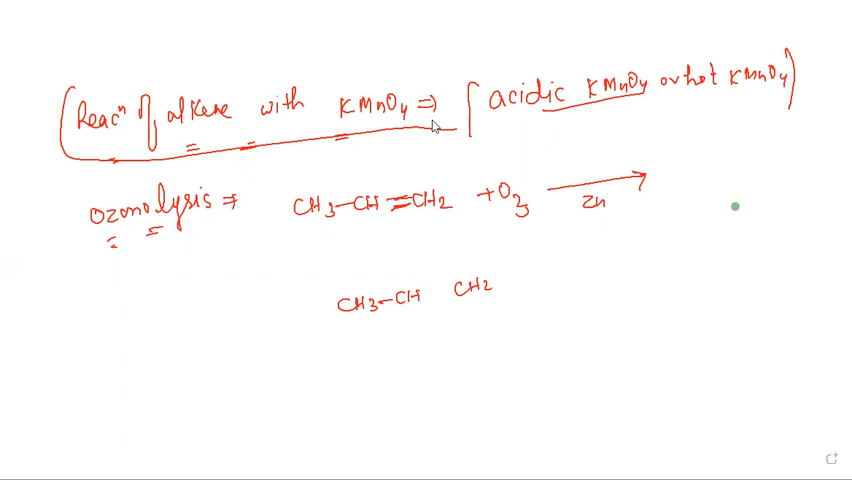 (Reacⁿ of alkene with KMnO4 ⇒ [acidic KMnO4 or hot KMnO4)
Ozonolysis ⇒ CH3-CH=CH2 + O3 → Zn
CH3-CH CH2